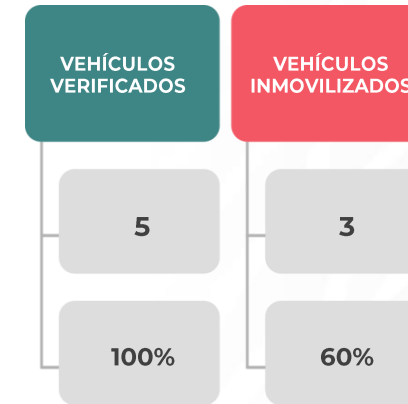 VEHÍCULOS
VERIFICADOS
5
100%
VEHÍCULOS
INMOVILIZADOS
3
60%